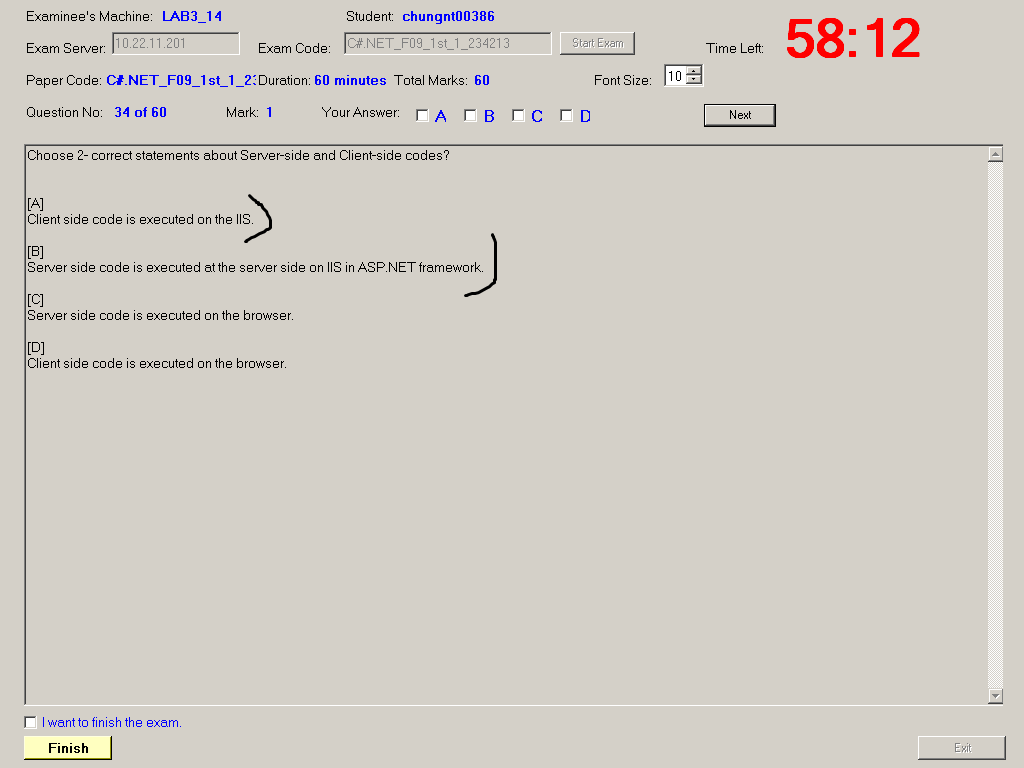 Examinee's Machine: LAB3_14 Student: chungnt00386
Exam Server: 10.22.11.201 Exam Code: C#.NET_F09_1st_1_234213 Start Exam Time Left: 58:12
Paper Code: C#.NET_F09_1st_1_23 Duration: 60 minutes Total Marks: 60 Font Size: 10
Question No: 34 of 60 Mark: 1 Your Answer: A B C D Next
Choose 2- correct statements about Server-side and Client-side codes?
[A]
Client side code is executed on the IIS.
[B]
Server side code is executed at the server side on IIS in ASP.NET framework.
[C]
Server side code is executed on the browser.
[D]
Client side code is executed on the browser.
I want to finish the exam.
Finish Exit